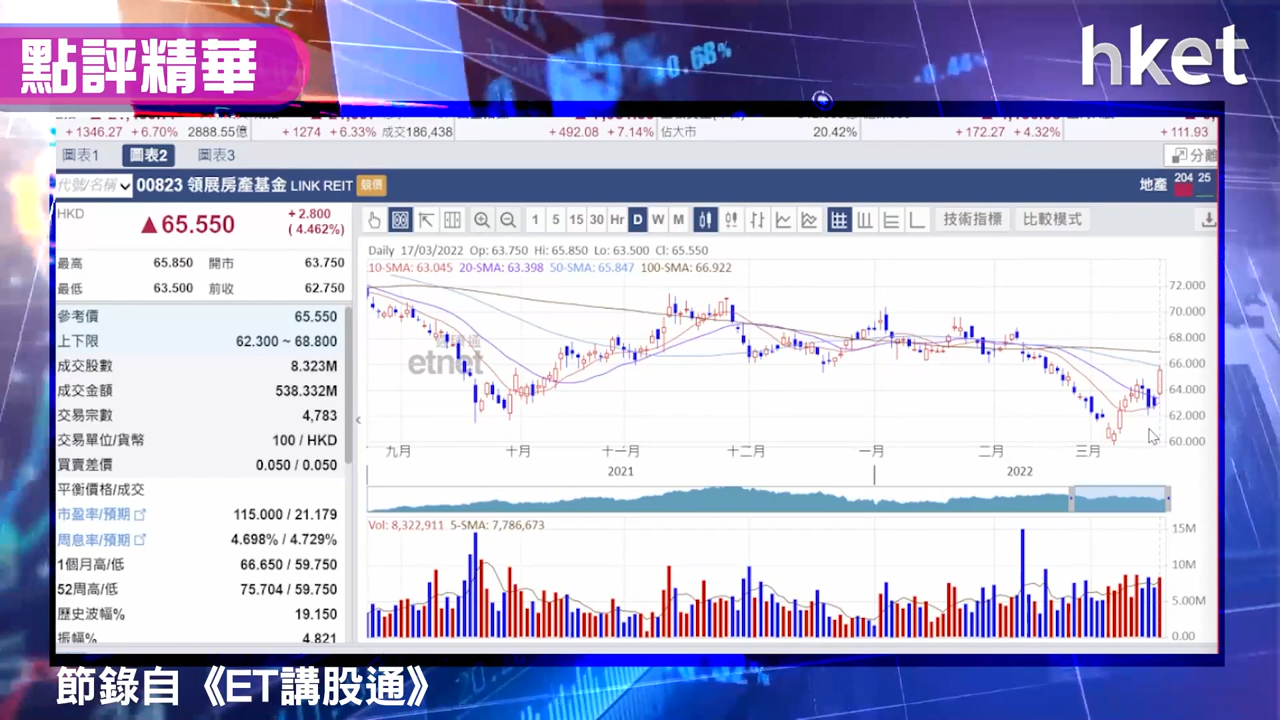 點評精華
hket
+1346.27 +6.70% 2888.55億 +1274 +6.33% 成交186,438 +492.08 +7.14% 佔大市 20.42% +172.27 +4.32% +111.93
圖表1 圖表2 圖表3 分離
代號/名稱 00823 領展房產基金 LINK REIT 競價 地產 204 25
HKD ▲65.550 +2.800 (4.462%)
最高 65.850 開市 63.750
最低 63.500 前收 62.750
參考價 65.550
上下限 62.300 ~ 68.800
成交股數 8.323M
成交金額 538.332M
交易宗數 4,783
交易單位/貨幣 100 / HKD
買賣差價 0.050 / 0.050
平衡價格/成交
市盈率/預期 115.000 / 21.179
周息率/預期 4.698% / 4.729%
1個月高/低 66.650 / 59.750
52周高/低 75.704 / 59.750
歷史波幅% 19.150
振幅% 4.821
1 5 15 30 Hr D W M 技術指標 比較模式
Daily 17/03/2022 Op: 63.750 Hi: 65.850 Lo: 63.500 Cl: 65.550
10-SMA: 63.045 20-SMA: 63.398 50-SMA: 65.847 100-SMA: 66.922
72.000
70.000
68.000
66.000
64.000
62.000
60.000
etnet
九月 十月 十一月 十二月 一月 二月 三月
2021 2022
Vol: 8,322,911 5-SMA: 7,786,673
15M
10M
5.00M
0.00
節錄自《ET講股通》